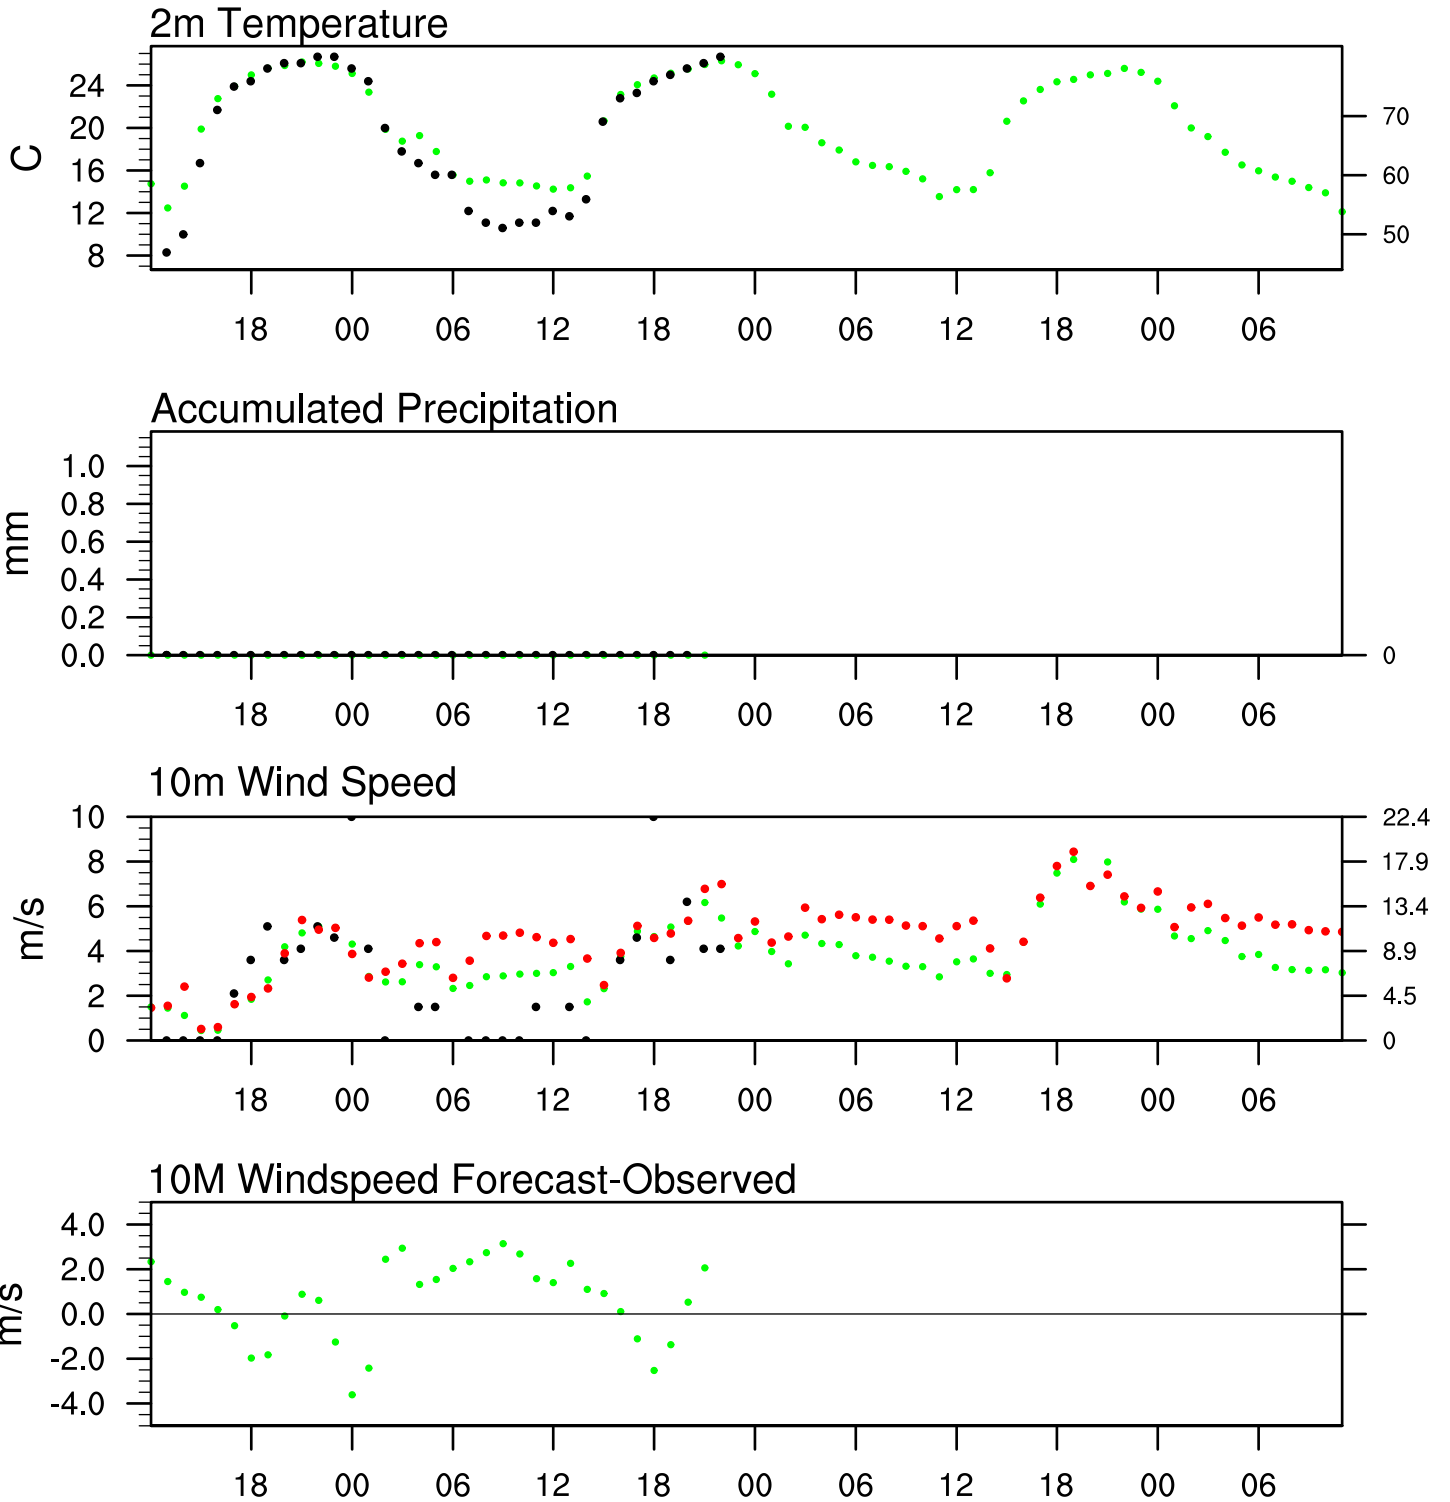 2m Temperature
24
20
16
12
8
C
70
60
50
18 00 06 12 18 00 06 12 18 00 06
Accumulated Precipitation
1.0
0.8
0.6
0.4
0.2
0.0
mm
0
18 00 06 12 18 00 06 12 18 00 06
10m Wind Speed
10
8
6
4
2
0
m/s
22.4
17.9
13.4
8.9
4.5
0
18 00 06 12 18 00 06 12 18 00 06
10M Windspeed Forecast-Observed
4.0
2.0
0.0
-2.0
-4.0
m/s
18 00 06 12 18 00 06 12 18 00 06